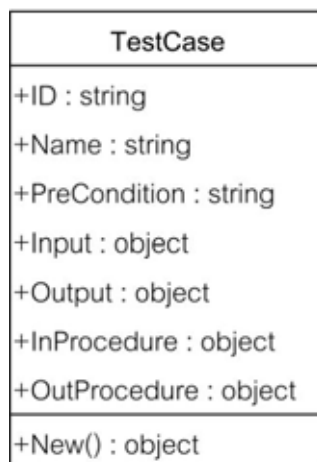 TestCase
+ID : string
+Name : string
+PreCondition : string
+Input : object
+Output : object
+InProcedure : object
+OutProcedure : object
+New() : object